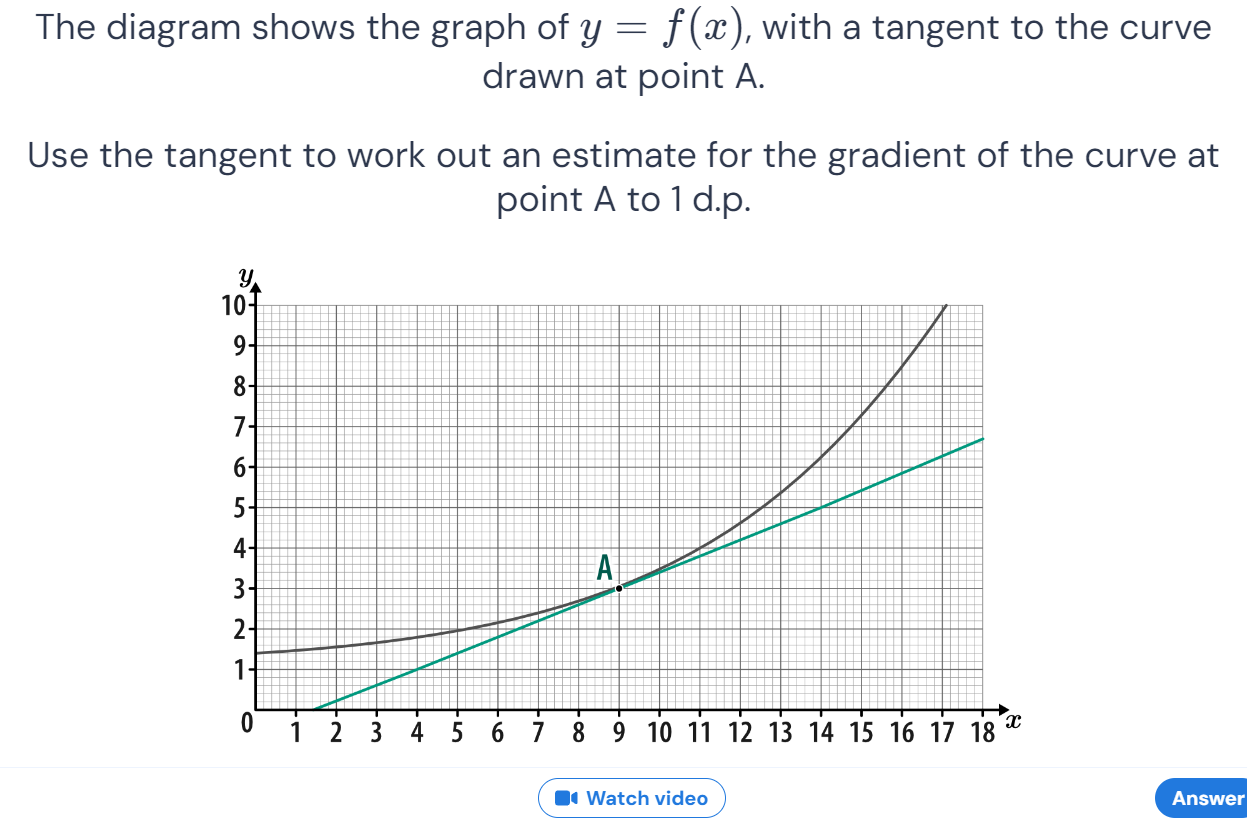 The diagram shows the graph of y = f(x), with a tangent to the curve
drawn at point A.
Use the tangent to work out an estimate for the gradient of the curve at
point A to 1 d.p.
y
10
9
8
7
6
5
4
A
3
2
1
0 1 2 3 4 5 6 7 8 9 10 11 12 13 14 15 16 17 18 x
Watch video
Answer